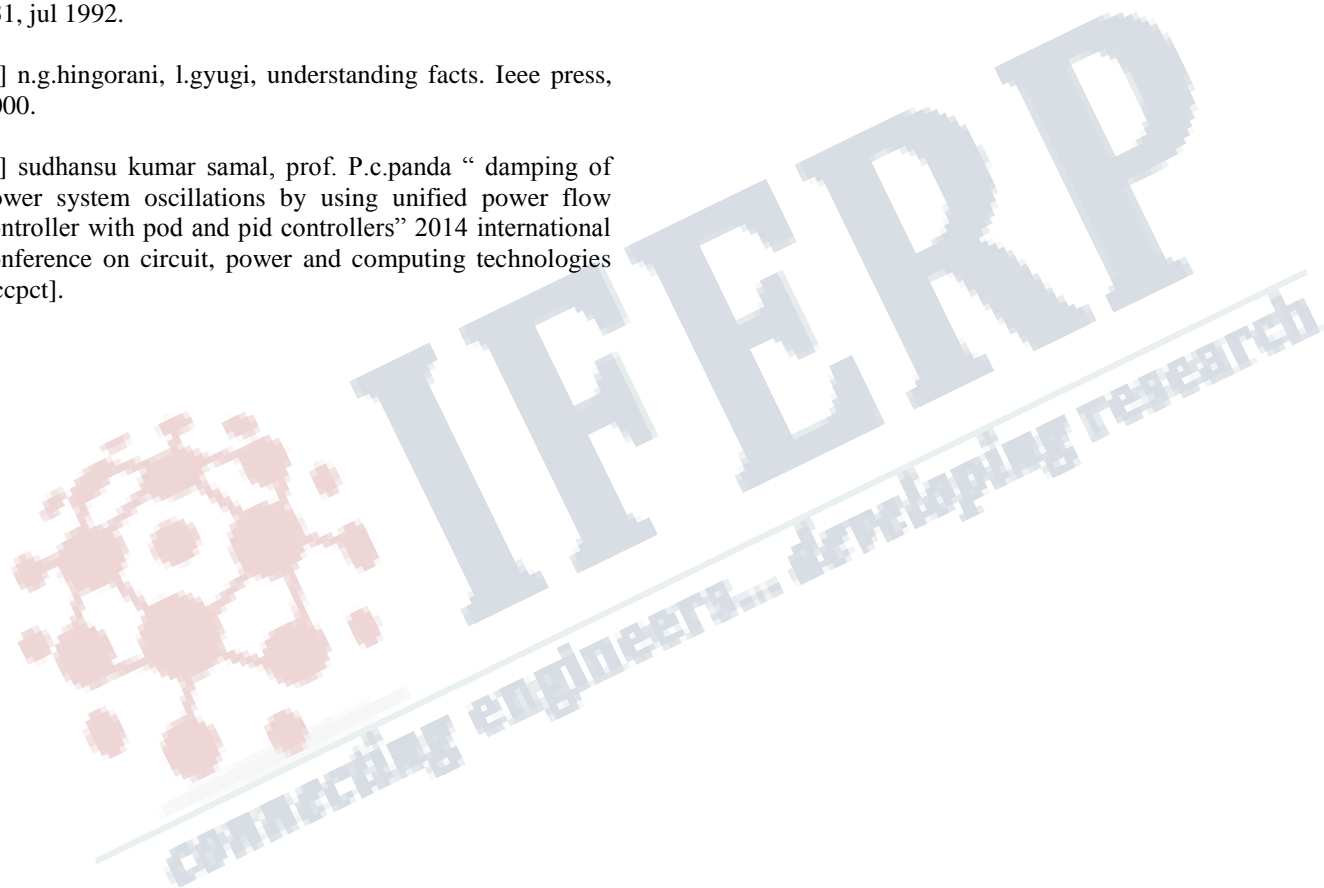 31, jul 1992.
] n.g.hingorani, l.gyugi, understanding facts. Ieee press,
000.
] sudhansu kumar samal, prof. P.c.panda “ damping of
ower system oscillations by using unified power flow
ontroller with pod and pid controllers” 2014 international
onference on circuit, power and computing technologies
ccpct].
IFERP
connecting engineers... developing research